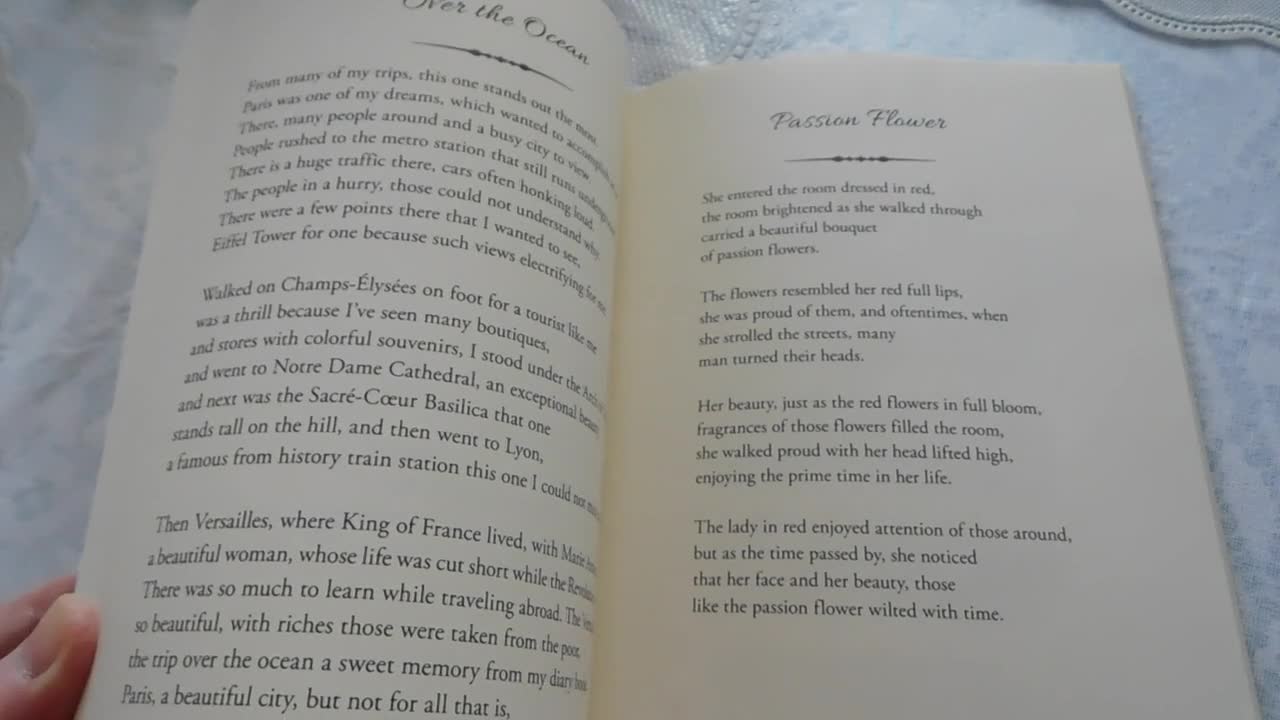 Over the Ocean
From many of my trips, this one stands out the most.
Paris was one of my dreams, which wanted to accomplish
There, many people around and a busy city to view
People rushed to the metro station that still runs
There is a huge traffic there, cars often honking loud.
The people in a hurry, those could not understand why.
There were a few points there that I wanted to see,
Eiffel Tower for one because such views electrifying for me
Walked on Champs-Élysées on foot for a tourist like me
was a thrill because I've seen many boutiques,
and stores with colorful souvenirs, I stood under the
and went to Notre Dame Cathedral, an exceptional beauty
and next was the Sacré-Cœur Basilica that one
stands tall on the hill, and then went to Lyon,
a famous from history train station this one I could not
Then Versailles, where King of France lived, with Marie
a beautiful woman, whose life was cut short while the
There was so much to learn while traveling abroad. The
so beautiful, with riches those were taken from the poor,
the trip over the ocean a sweet memory from my diary
Paris, a beautiful city, but not for all that is,
Passion Flower
She entered the room dressed in red,
the room brightened as she walked through
carried a beautiful bouquet
of passion flowers.
The flowers resembled her red full lips,
she was proud of them, and oftentimes, when
she strolled the streets, many
man turned their heads.
Her beauty, just as the red flowers in full bloom,
fragrances of those flowers filled the room,
she walked proud with her head lifted high,
enjoying the prime time in her life.
The lady in red enjoyed attention of those around,
but as the time passed by, she noticed
that her face and her beauty, those
like the passion flower wilted with time.